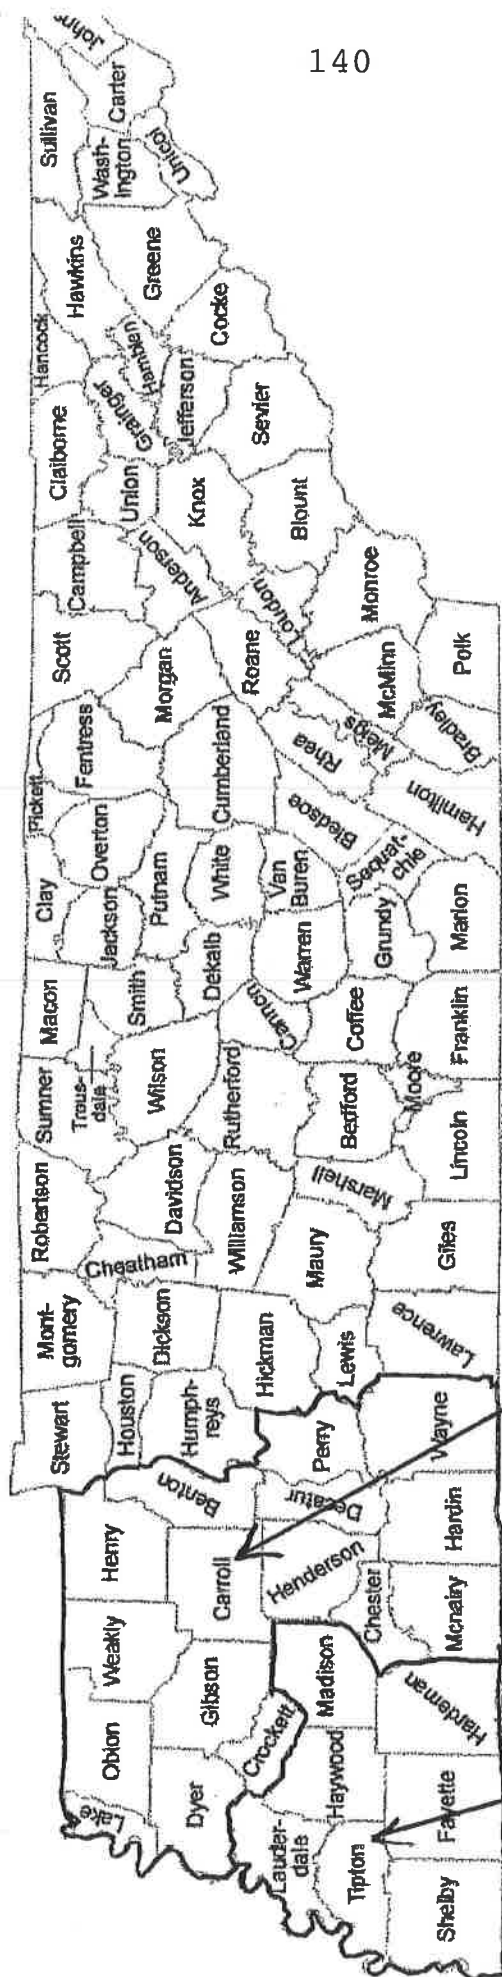 140
Johns
Sullivan
Carter
Wash-
ington
Unicoi
Hancock
Hawkins
Greene
Hamblen
Cocke
Claiborne
Grainger
Jefferson
Sevier
Union
Knox
Blount
Campbell
Anderson
Loudon
Monroe
Scott
Morgan
Roane
McMinn
Polk
Pickett
Fentress
Cumberland
Rhea
Meigs
Bradley
Clay
Overton
Putnam
White
Van
Buren
Bledsoe
Sequat-
chie
Hamilton
Jackson
Dekalb
Warren
Grundy
Marion
Macon
Smith
Cannon
Coffee
Franklin
Sumner
Trous-
dale
Wilson
Rutherford
Bedford
Moore
Lincoln
Robertson
Davidson
Williamson
Marshall
Cheatham
Maury
Giles
Mont-
gomery
Dickson
Hickman
Lewis
Lawrence
Stewart
Houston
Humph-
reys
Perry
Wayne
Benton
Decatur
Hardin
Henry
Carroll
Henderson
Chester
Mcnairy
Weakly
Gibson
Madison
Hardeman
Obion
Crockett
Haywood
Fayette
Lake
Dyer
Lauder-
dale
Tipton
Shelby